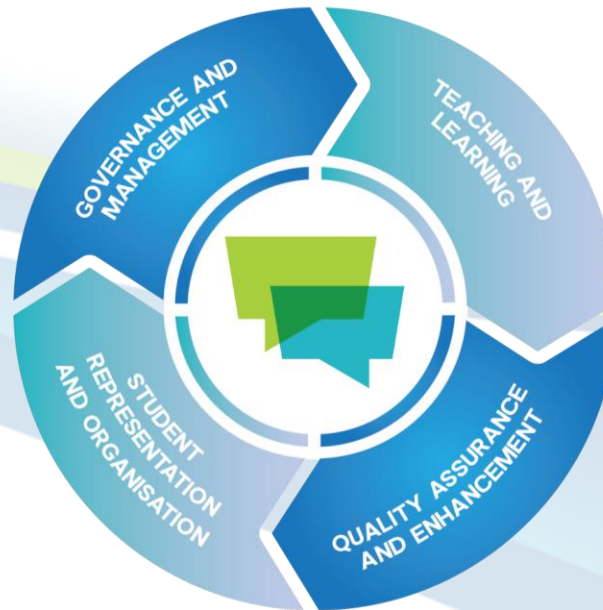 GOVERNANCE AND
MANAGEMENT
TEACHING AND
LEARNING
QUALITY ASSURANCE
AND ENHANCEMENT
STUDENT
REPRESENTATION
AND ORGANISATION